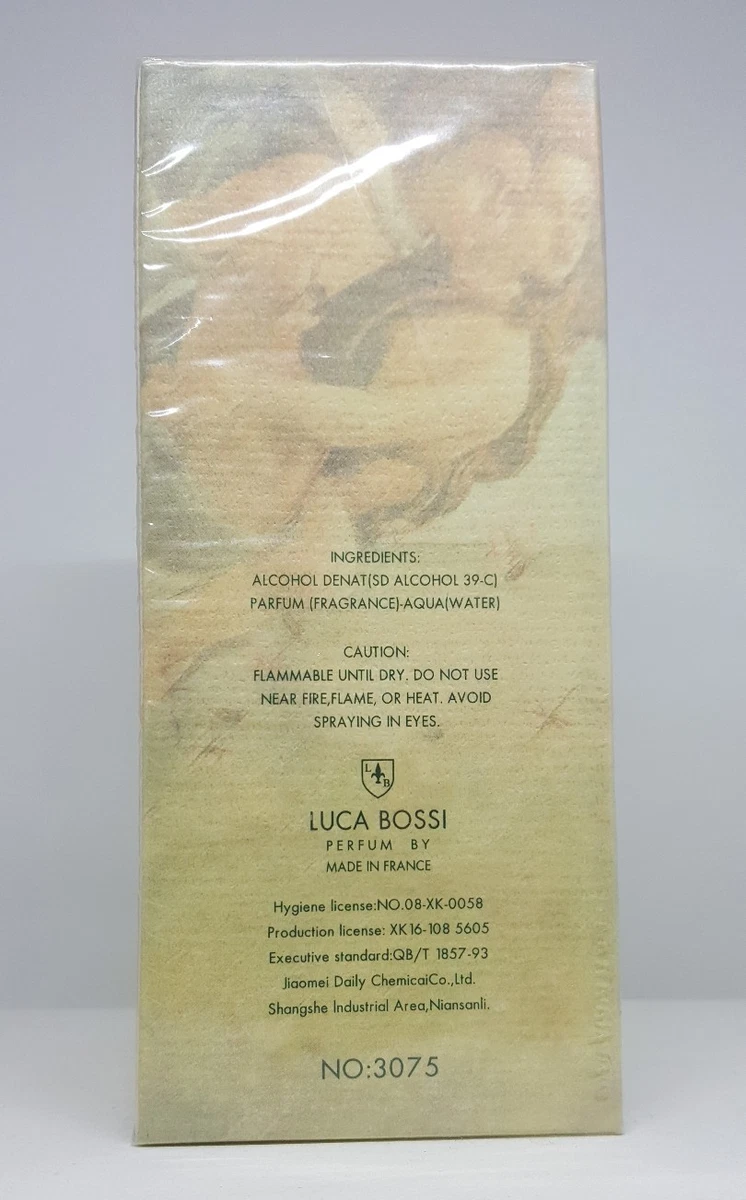 INGREDIENTS:
ALCOHOL DENAT(SD ALCOHOL 39-C)
PARFUM (FRAGRANCE)-AQUA(WATER)
CAUTION:
FLAMMABLE UNTIL DRY. DO NOT USE
NEAR FIRE,FLAME, OR HEAT. AVOID
SPRAYING IN EYES.
L B
LUCA BOSSI
PERFUM BY
MADE IN FRANCE
Hygiene license:NO.08-XK-0058
Production license: XK16-108 5605
Executive standard:QB/T 1857-93
Jiaomei Daily ChemicaiCo.,Ltd.
Shangshe Industrial Area,Niansanli.
NO:3075